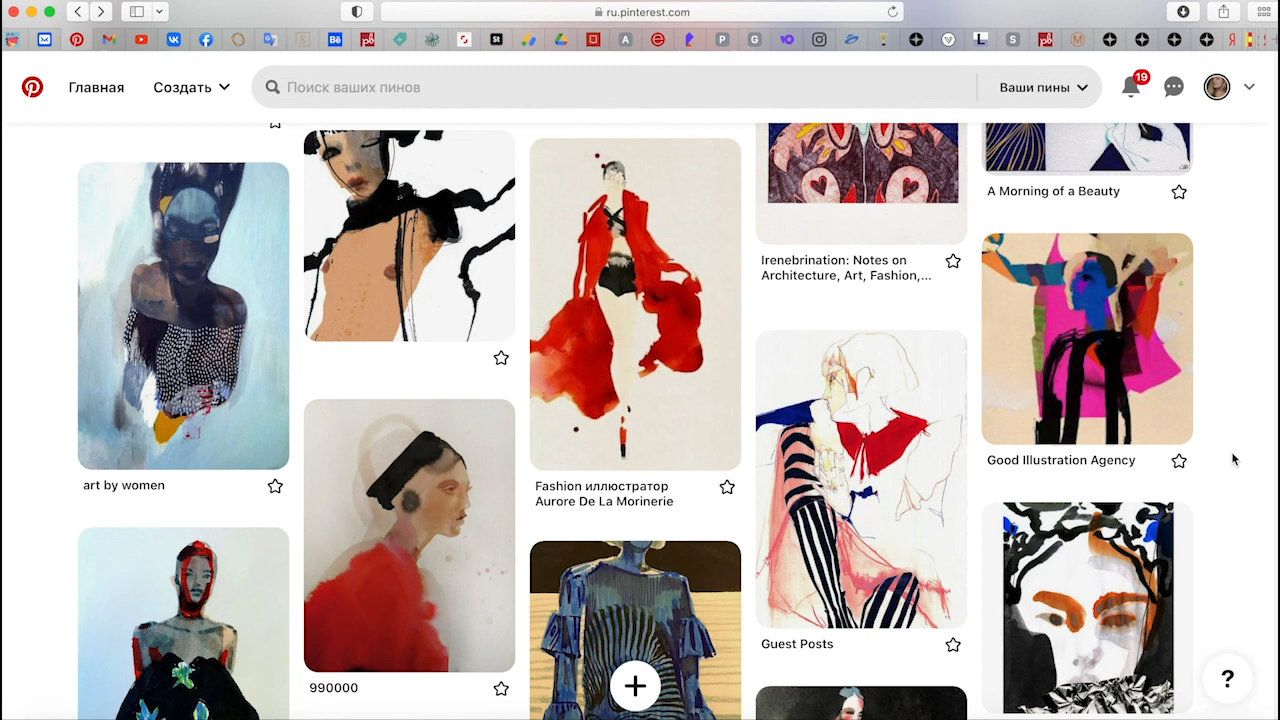 ru.pinterest.com
Главная
Создать
Поиск ваших пинов
Ваши пины
19
A Morning of a Beauty
Irenebrination: Notes on
Architecture, Art, Fashion,...
art by women
Fashion иллюстратор
Aurore De La Morinerie
Good Illustration Agency
Guest Posts
990000
+
?